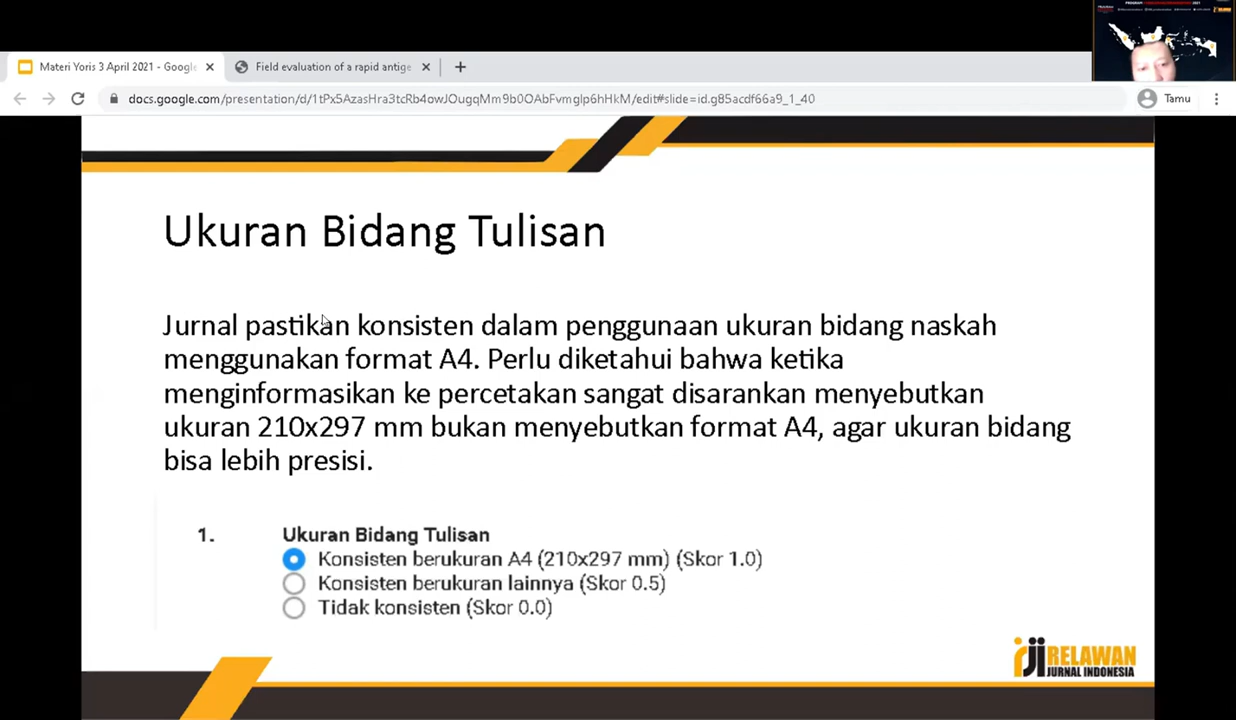 Materi Yoris 3 April 2021 - Google
Field evaluation of a rapid antige
docs.google.com/presentation/d/1tPx5AzasHra3tcRb4owJOugqMm9b0OAbFvmglp6hHkM/edit#slide=id.g85acdf66a9_1_40
Tamu
Ukuran Bidang Tulisan
Jurnal pastikan konsisten dalam penggunaan ukuran bidang naskah
menggunakan format A4. Perlu diketahui bahwa ketika
menginformasikan ke percetakan sangat disarankan menyebutkan
ukuran 210x297 mm bukan menyebutkan format A4, agar ukuran bidang
bisa lebih presisi.
1. Ukuran Bidang Tulisan
Konsisten berukuran A4 (210x297 mm) (Skor 1.0)
Konsisten berukuran lainnya (Skor 0.5)
Tidak konsisten (Skor 0.0)
RELAWAN
JURNAL INDONESIA